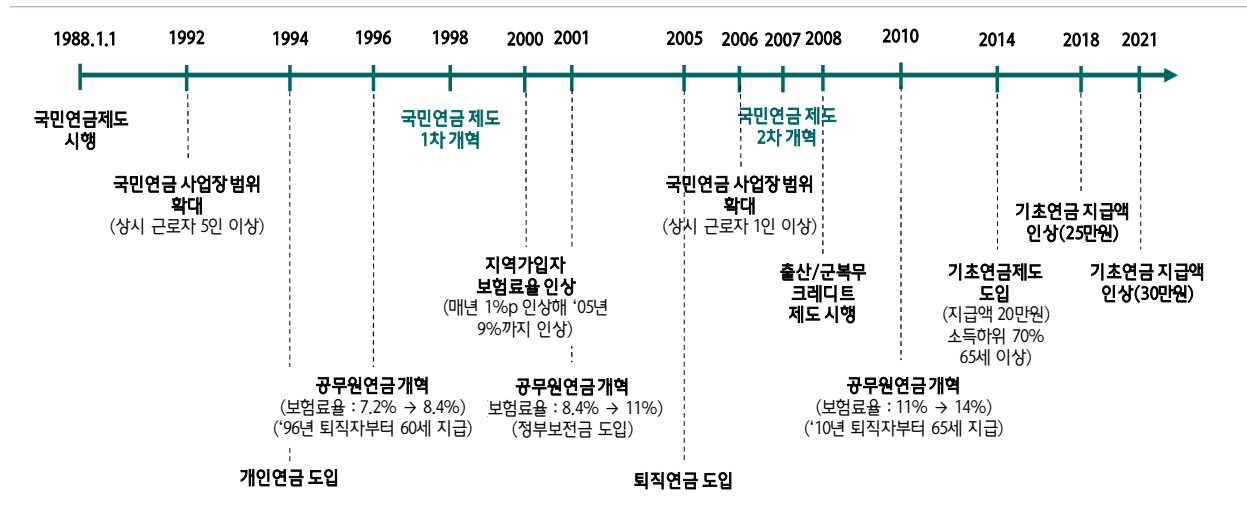 1988.1.1 1992 1994 1996 1998 2000 2001 2005 2006 2007 2008 2010 2014 2018 2021
국민연금제도
시행
국민연금 사업장 범위
확대
(상시 근로자 5인 이상)
개인연금 도입
공무원연금 개혁
(보험료율 : 7.2% → 8.4%)
(‘96년 퇴직자부터 60세 지급)
국민연금 제도
1차 개혁
지역가입자
보험료율 인상
(매년 1%p 인상해 ‘05년
9%까지 인상)
공무원연금 개혁
보험료율 : 8.4% → 11%)
(정부보전금 도입)
퇴직연금 도입
국민연금 사업장 범위
확대
(상시 근로자 1인 이상)
국민연금 제도
2차 개혁
출산/군복무
크레디트
제도 시행
공무원연금 개혁
(보험료율 : 11% → 14%)
(‘10년 퇴직자부터 65세 지급)
기초연금제도
도입
(지급액 20만원)
소득하위 70%
65세 이상)
기초연금 지급액
인상(25만원)
기초연금 지급액
인상(30만원)